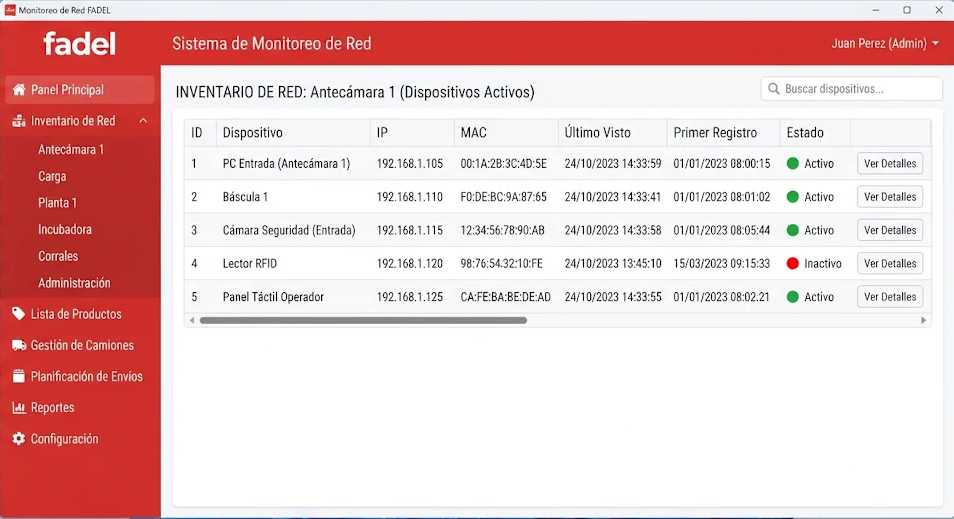 Monitoreo de Red FADEL
fadel
Sistema de Monitoreo de Red
Juan Perez (Admin)
Panel Principal
Inventario de Red
Antecámara 1
Carga
Planta 1
Incubadora
Corrales
Administración
Lista de Productos
Gestión de Camiones
Planificación de Envíos
Reportes
Configuración
INVENTARIO DE RED: Antecámara 1 (Dispositivos Activos)
Buscar dispositivos...
ID Dispositivo IP MAC Último Visto Primer Registro Estado
1 PC Entrada (Antecámara 1) 192.168.1.105 00:1A:2B:3C:4D:5E 24/10/2023 14:33:59 01/01/2023 08:00:15 Activo Ver Detalles
2 Báscula 1 192.168.1.110 F0:DE:BC:9A:87:65 24/10/2023 14:33:41 01/01/2023 08:01:02 Activo Ver Detalles
3 Cámara Seguridad (Entrada) 192.168.1.115 12:34:56:78:90:AB 24/10/2023 14:33:58 01/01/2023 08:05:44 Activo Ver Detalles
4 Lector RFID 192.168.1.120 98:76:54:32:10:FE 24/10/2023 13:45:10 15/03/2023 09:15:33 Inactivo Ver Detalles
5 Panel Táctil Operador 192.168.1.125 CA:FE:BA:BE:DE:AD 24/10/2023 14:33:55 01/01/2023 08:02:21 Activo Ver Detalles